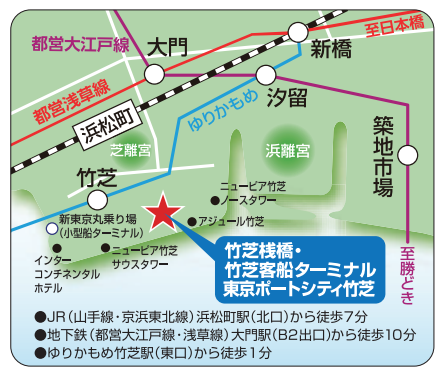 至日本橋
都営大江戸線
大門
新橋
都営浅草線
ゆりかもめ
汐留
浜松町
築地市場
芝離宮
浜離宮
竹芝
ニューピア竹芝
ノースタワー
新東京丸乗り場
(小型船ターミナル)
アジュール竹芝
インター
コンチネンタル
ホテル
ニューピア竹芝
サウスタワー
至勝どき
竹芝桟橋・
竹芝客船ターミナル
東京ポートシティ竹芝
●JR(山手線・京浜東北線)浜松町駅(北口)から徒歩7分
●地下鉄(都営大江戸線・浅草線)大門駅(B2出口)から徒歩10分
●ゆりかもめ竹芝駅(東口)から徒歩1分